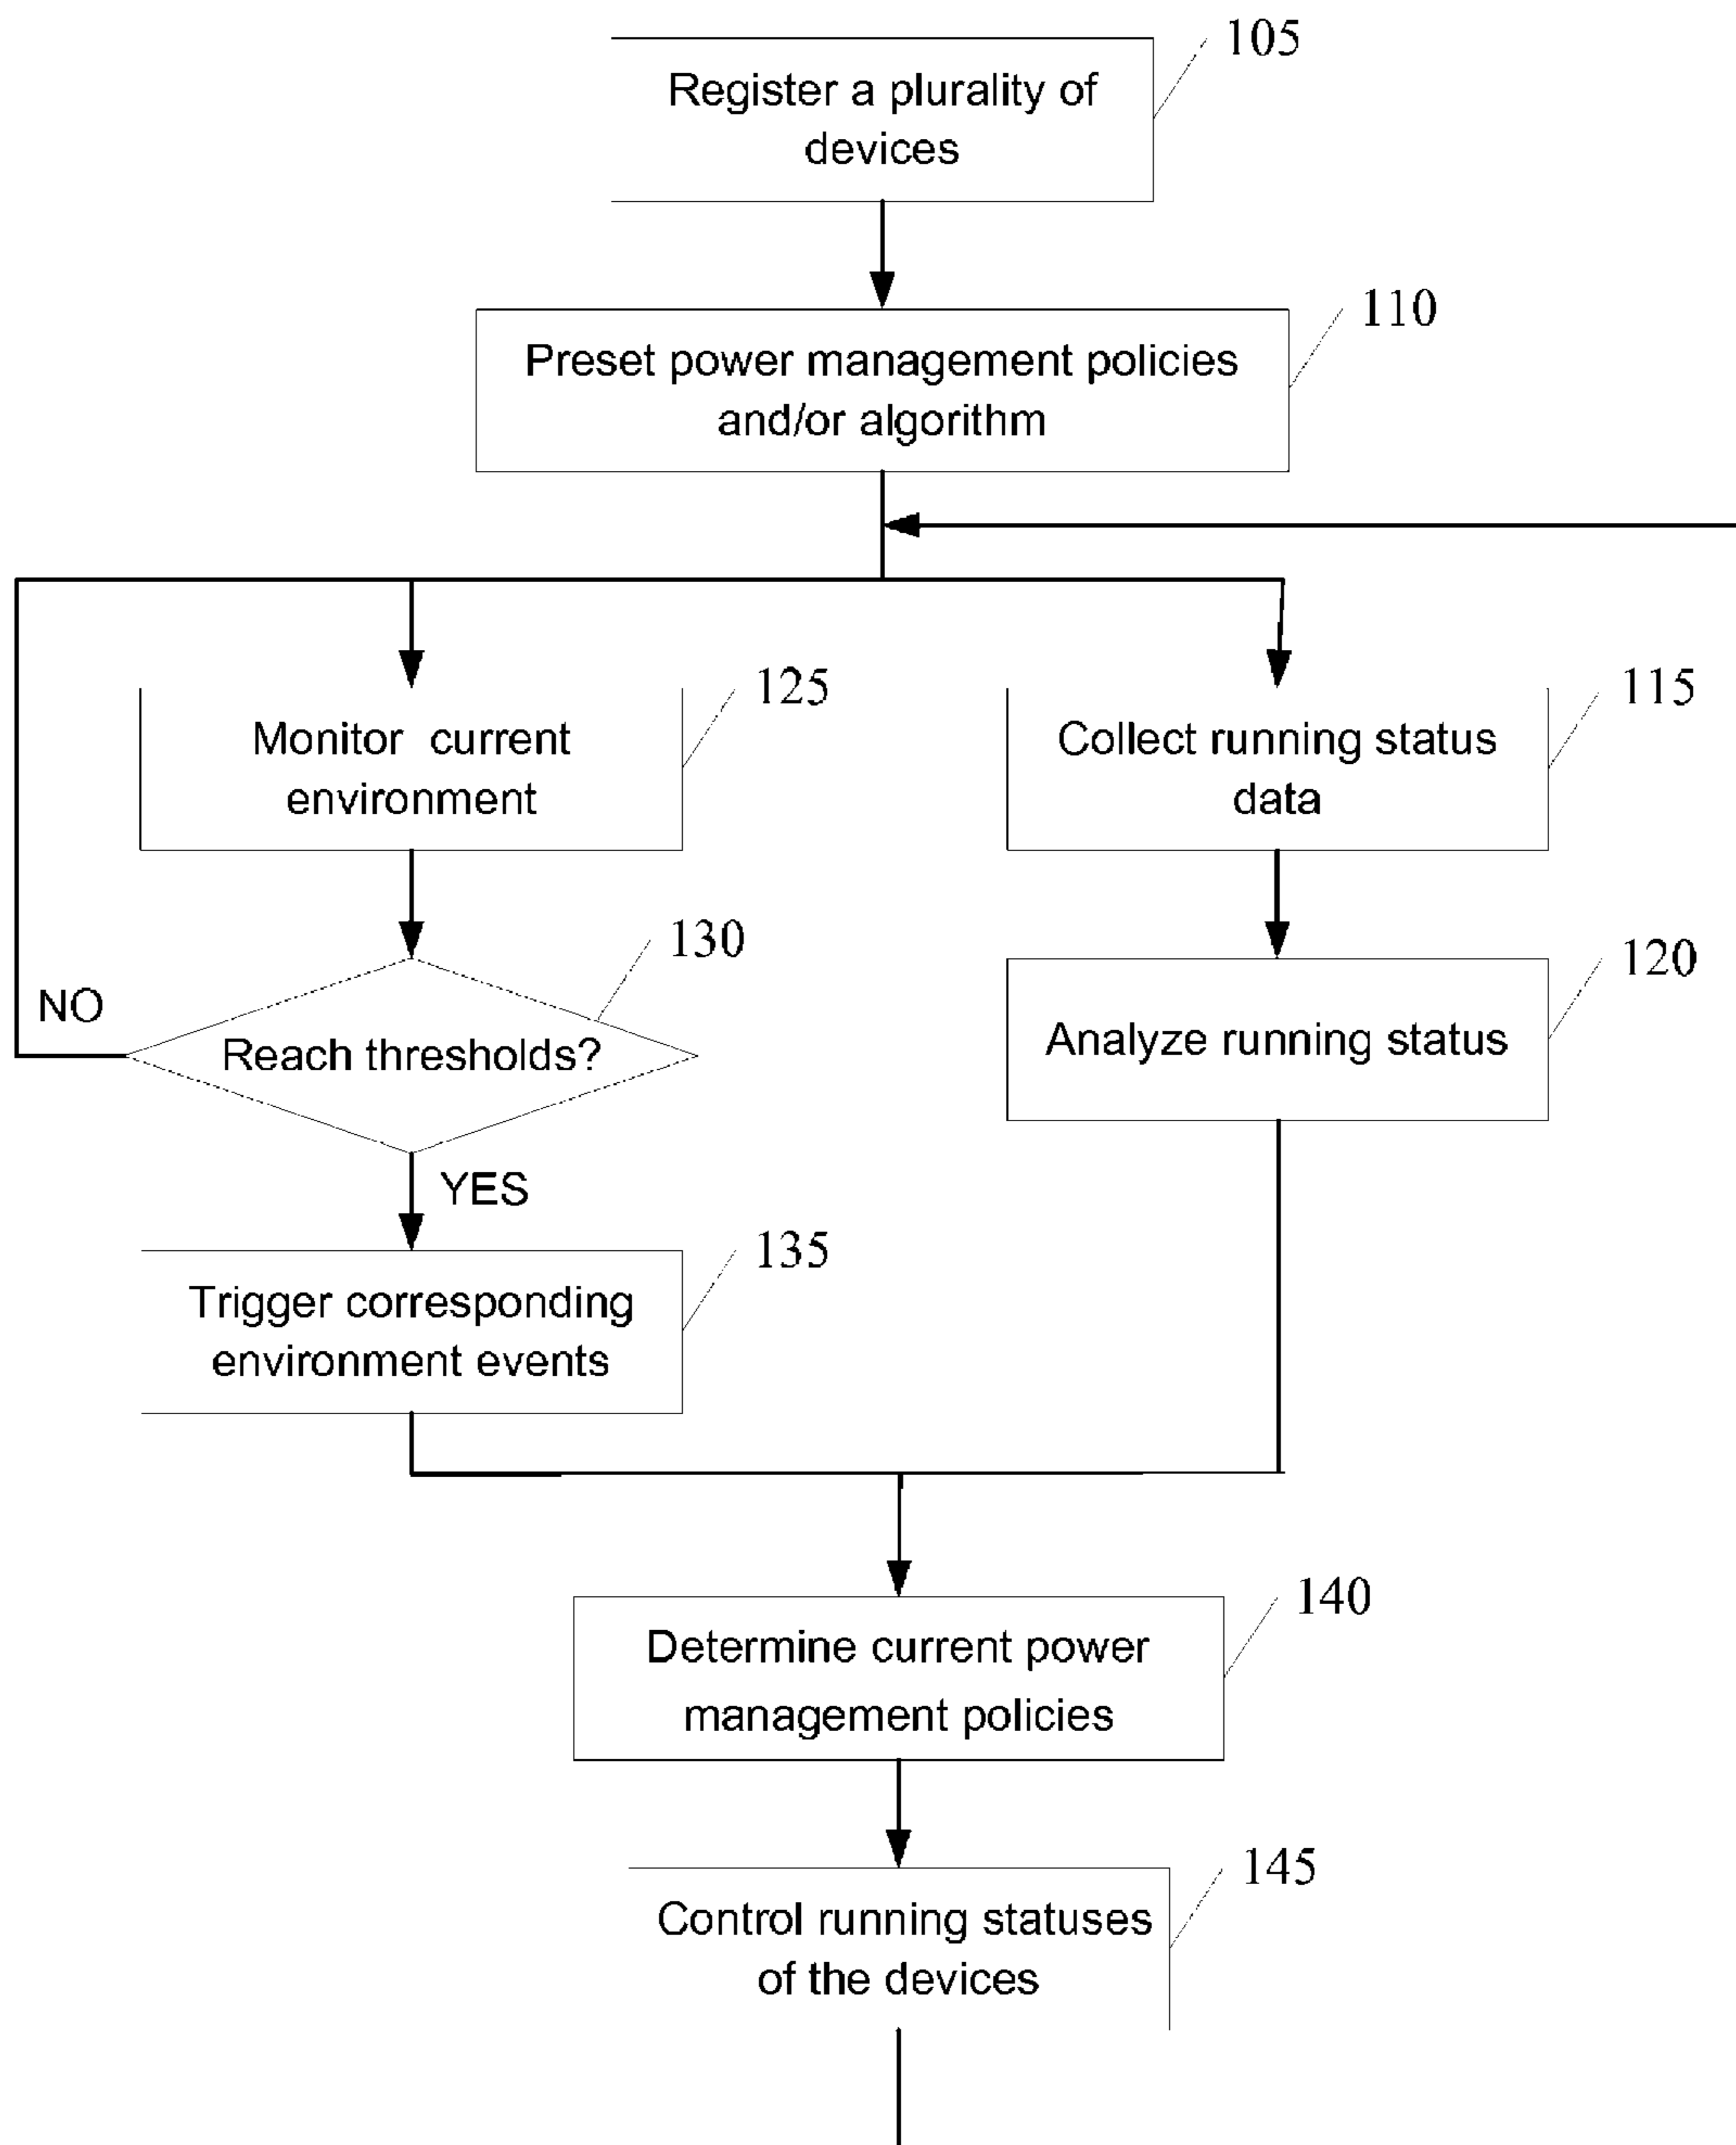 105
Register a plurality of
devices
110
Preset power management policies
and/or algorithm
125
Monitor current
environment
115
Collect running status
data
130
NO
Reach thresholds?
120
Analyze running status
YES
135
Trigger corresponding
environment events
140
Determine current power
management policies
145
Control running statuses
of the devices